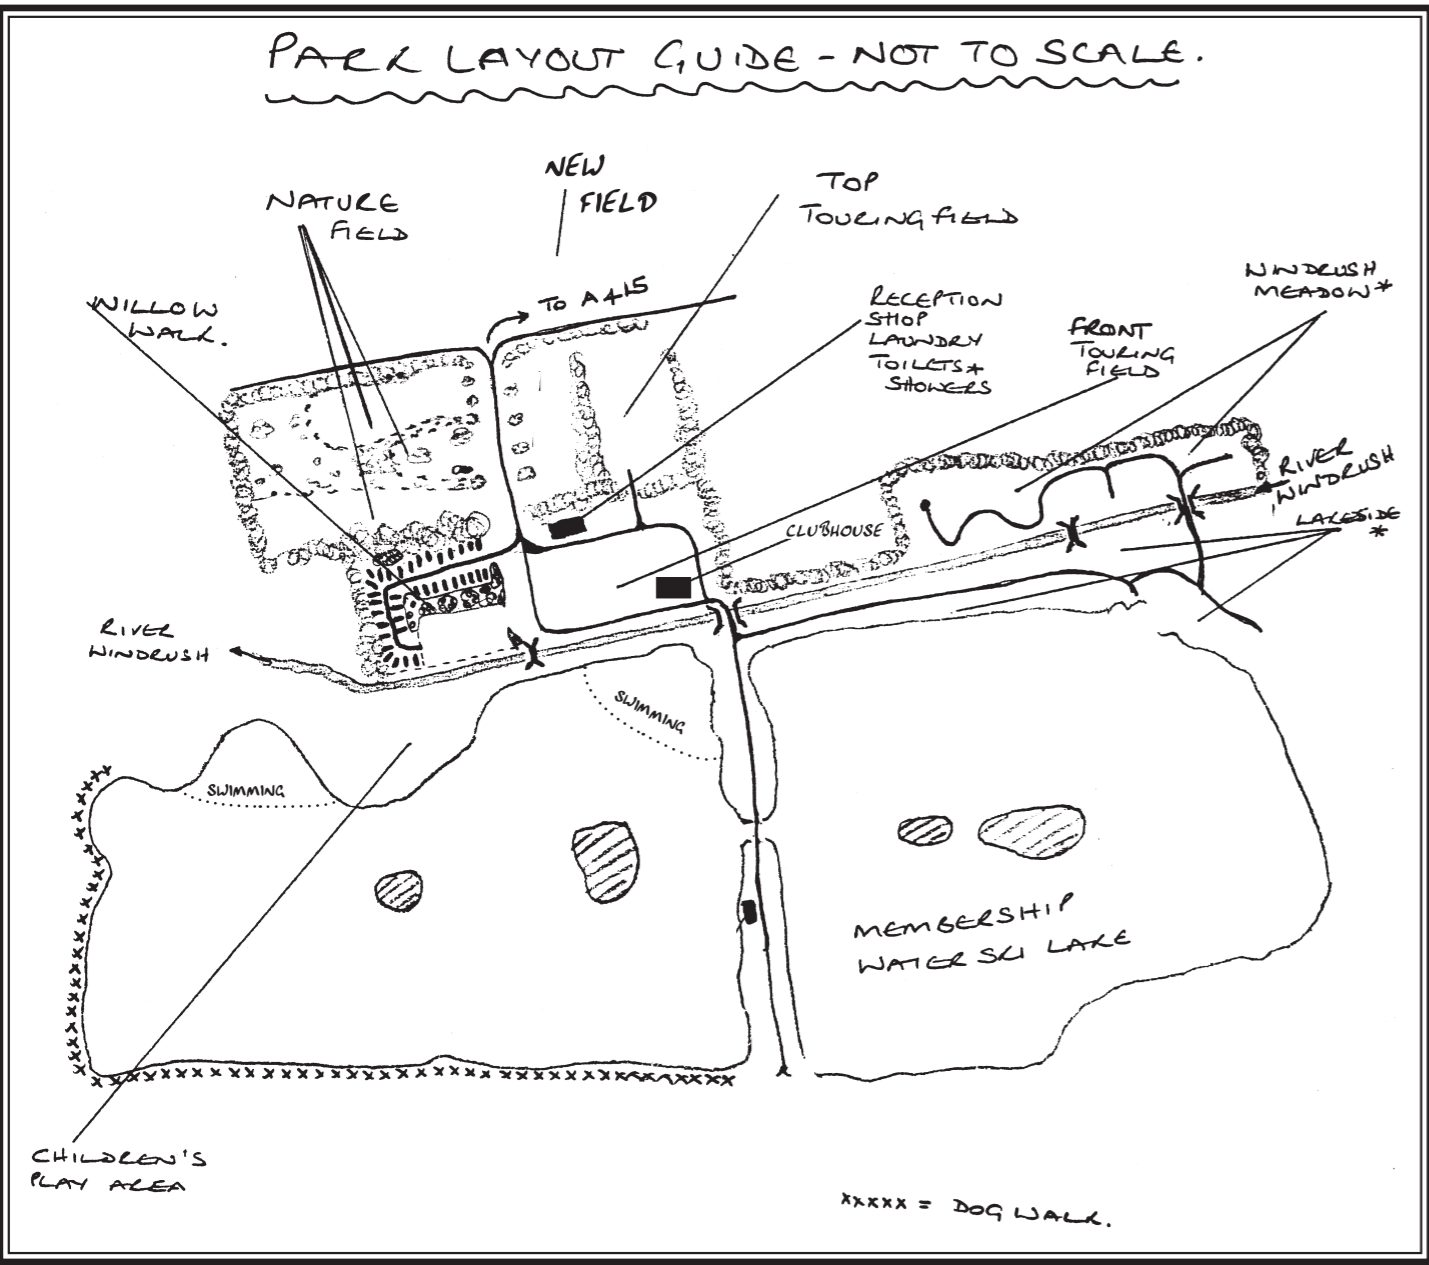 PARK LAYOUT GUIDE - NOT TO SCALE.
NEW
FIELD
TOP
TOURING FIELD
NATURE
FIELD
WILLOW
WALK.
TO A415
RECEPTION
SHOP
LAUNDRY
TOILETS +
SHOWERS
FRONT
TOURING
FIELD
WINDRUSH
MEADOW *
RIVER
WINDRUSH
LAKESIDE
*
CLUBHOUSE
RIVER
WINDRUSH
SWIMMING
SWIMMING
MEMBERSHIP
WATER SKI LAKE
CHILDREN'S
PLAY AREA
xxxxx = DOG WALK.